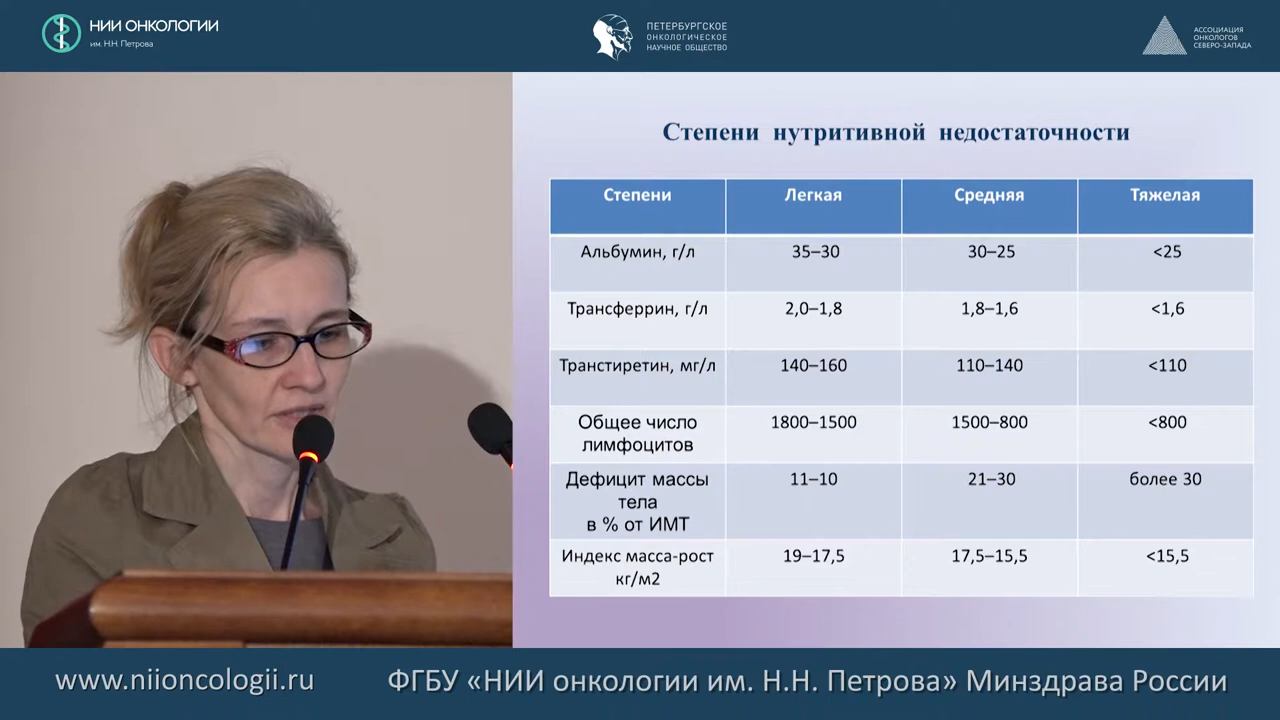 НИИ ОНКОЛОГИИ
им. Н.Н. Петрова
ПЕТЕРБУРГСКОЕ
ОНКОЛОГИЧЕСКОЕ
НАУЧНОЕ ОБЩЕСТВО
АССОЦИАЦИЯ
ОНКОЛОГОВ
СЕВЕРО-ЗАПАДА
Степени нутритивной недостаточности
Степени Легкая Средняя Тяжелая
Альбумин, г/л 35–30 30–25 <25
Трансферрин, г/л 2,0–1,8 1,8–1,6 <1,6
Транстиретин, мг/л 140–160 110–140 <110
Общее число 1800–1500 1500–800 <800
лимфоцитов
Дефицит массы 11–10 21–30 более 30
тела
в % от ИМТ
Индекс масса-рост 19–17,5 17,5–15,5 <15,5
кг/м2
www.niioncologii.ru ФГБУ «НИИ онкологии им. Н.Н. Петрова» Минздрава России